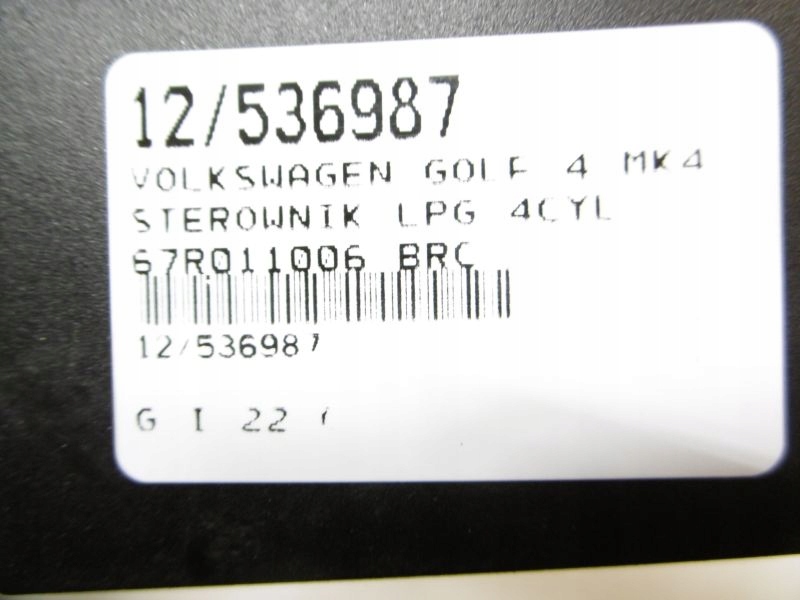 12/536987
VOLKSWAGEN GOLF 4 MK4
STEROWNIK LPG 4CYL
67R011006 BRC
12/536987
G I 22